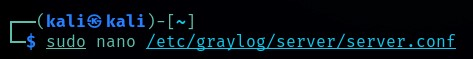 ┌──(kali㉿kali)-[~]
└─$ sudo nano /etc/graylog/server/server.conf